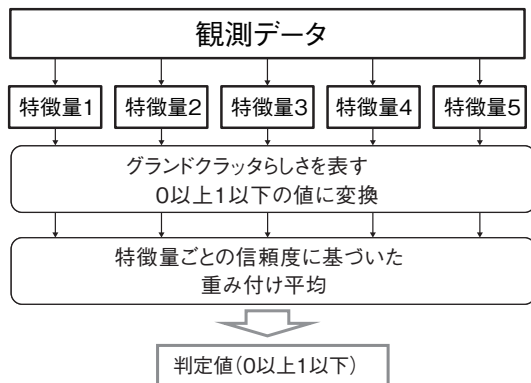 観測データ
特徴量1 特徴量2 特徴量3 特徴量4 特徴量5
グランドクラッタらしさを表す
0以上1以下の値に変換
特徴量ごとの信頼度に基づいた
重み付け平均
判定値(0以上1以下)